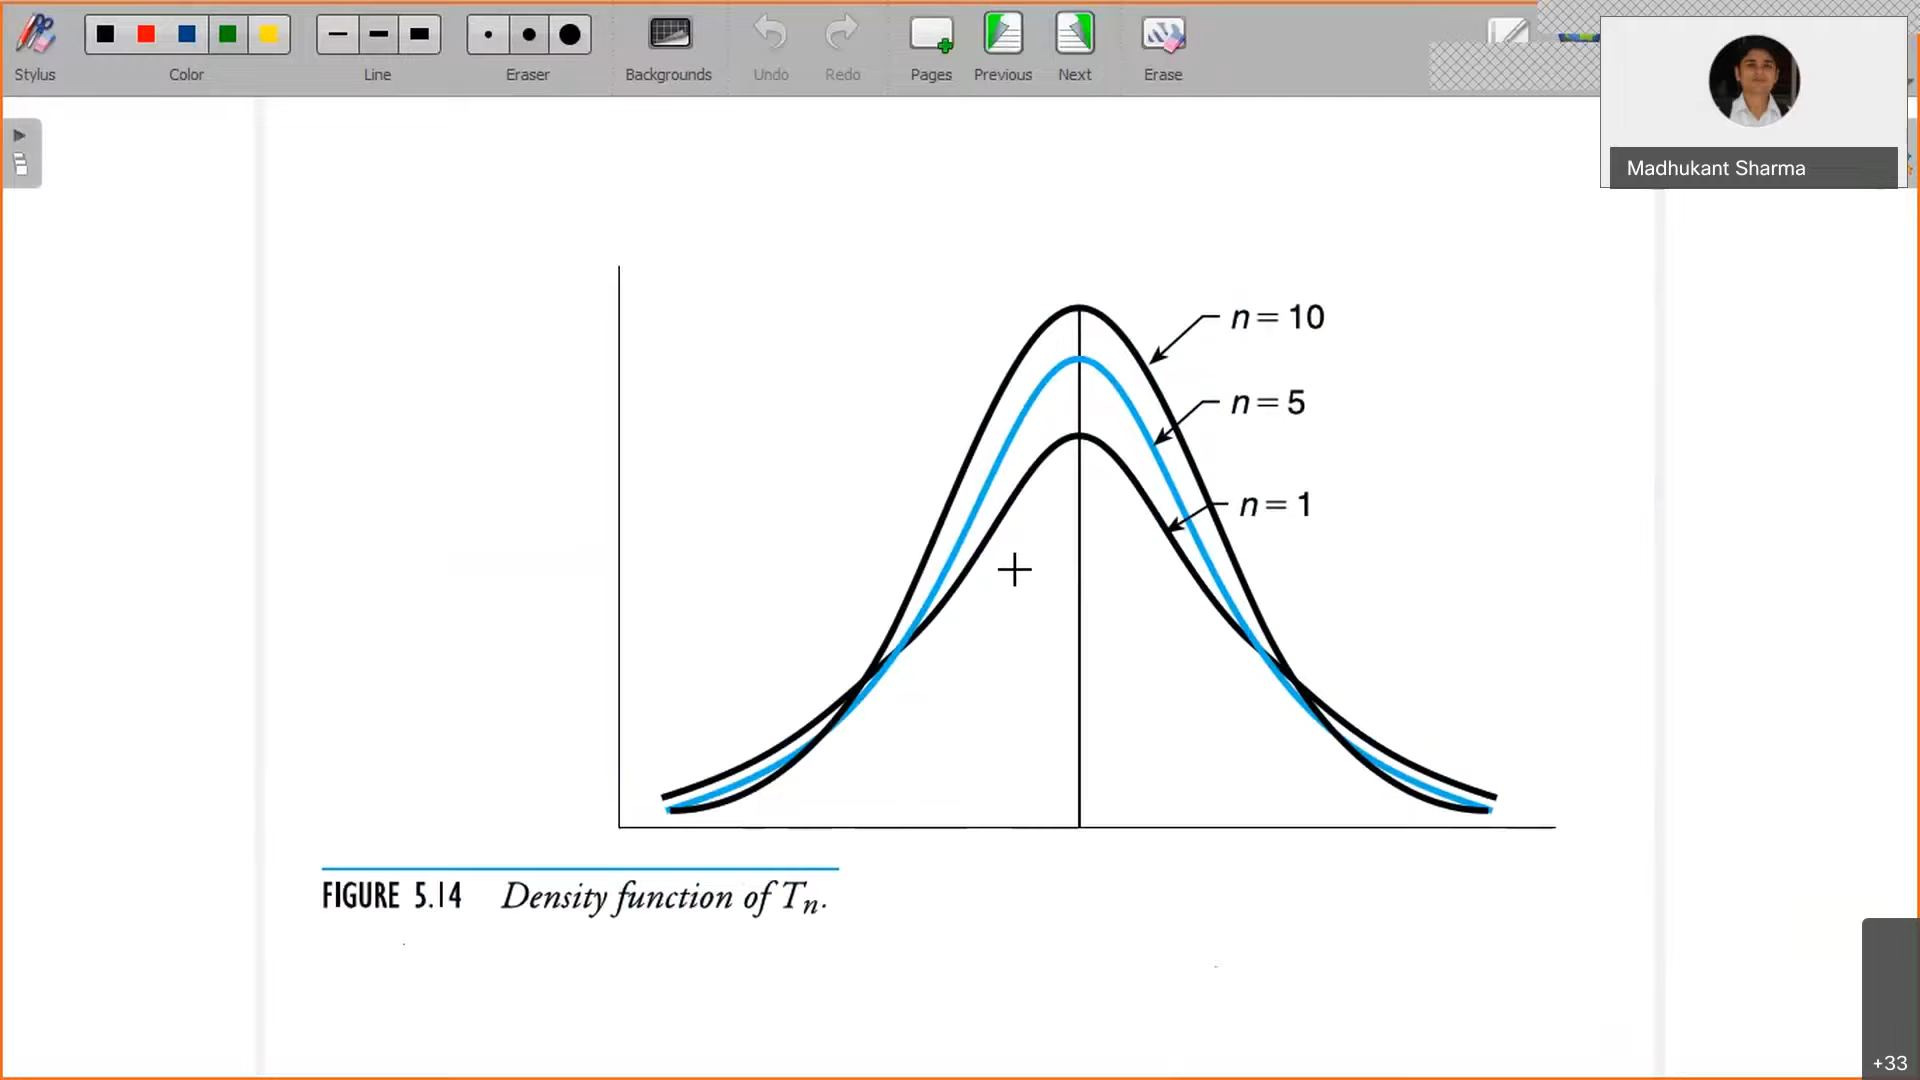 Stylus
Color
Line
Eraser
Backgrounds
Undo
Redo
Pages
Previous
Next
Erase
Madhukant Sharma
n = 10
n = 5
n = 1
FIGURE 5.14 Density function of Tn.
+33